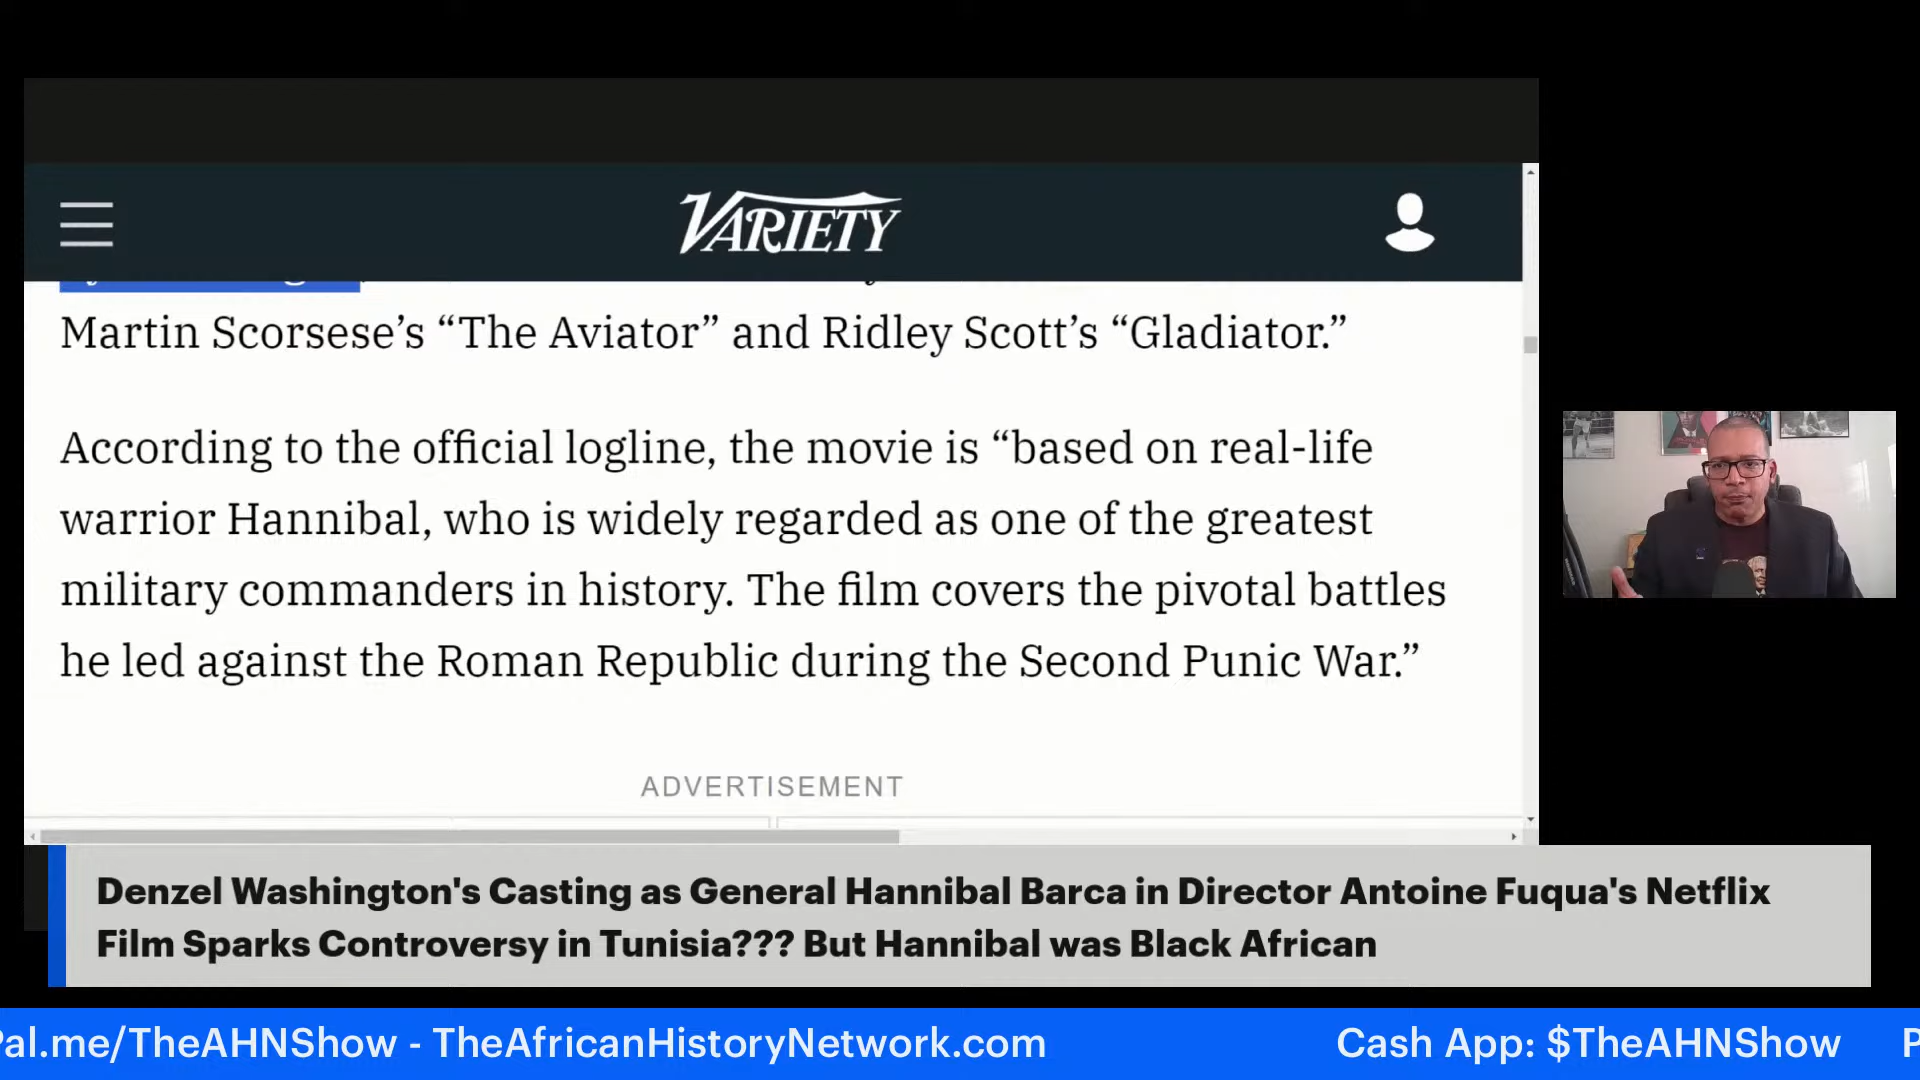 VARIETY
Martin Scorsese’s “The Aviator” and Ridley Scott’s “Gladiator.”
According to the official logline, the movie is “based on real-life
warrior Hannibal, who is widely regarded as one of the greatest
military commanders in history. The film covers the pivotal battles
he led against the Roman Republic during the Second Punic War.”
ADVERTISEMENT
Denzel Washington's Casting as General Hannibal Barca in Director Antoine Fuqua's Netflix
Film Sparks Controversy in Tunisia??? But Hannibal was Black African
Pal.me/TheAHNShow - TheAfricanHistoryNetwork.com Cash App: $TheAHNShow P